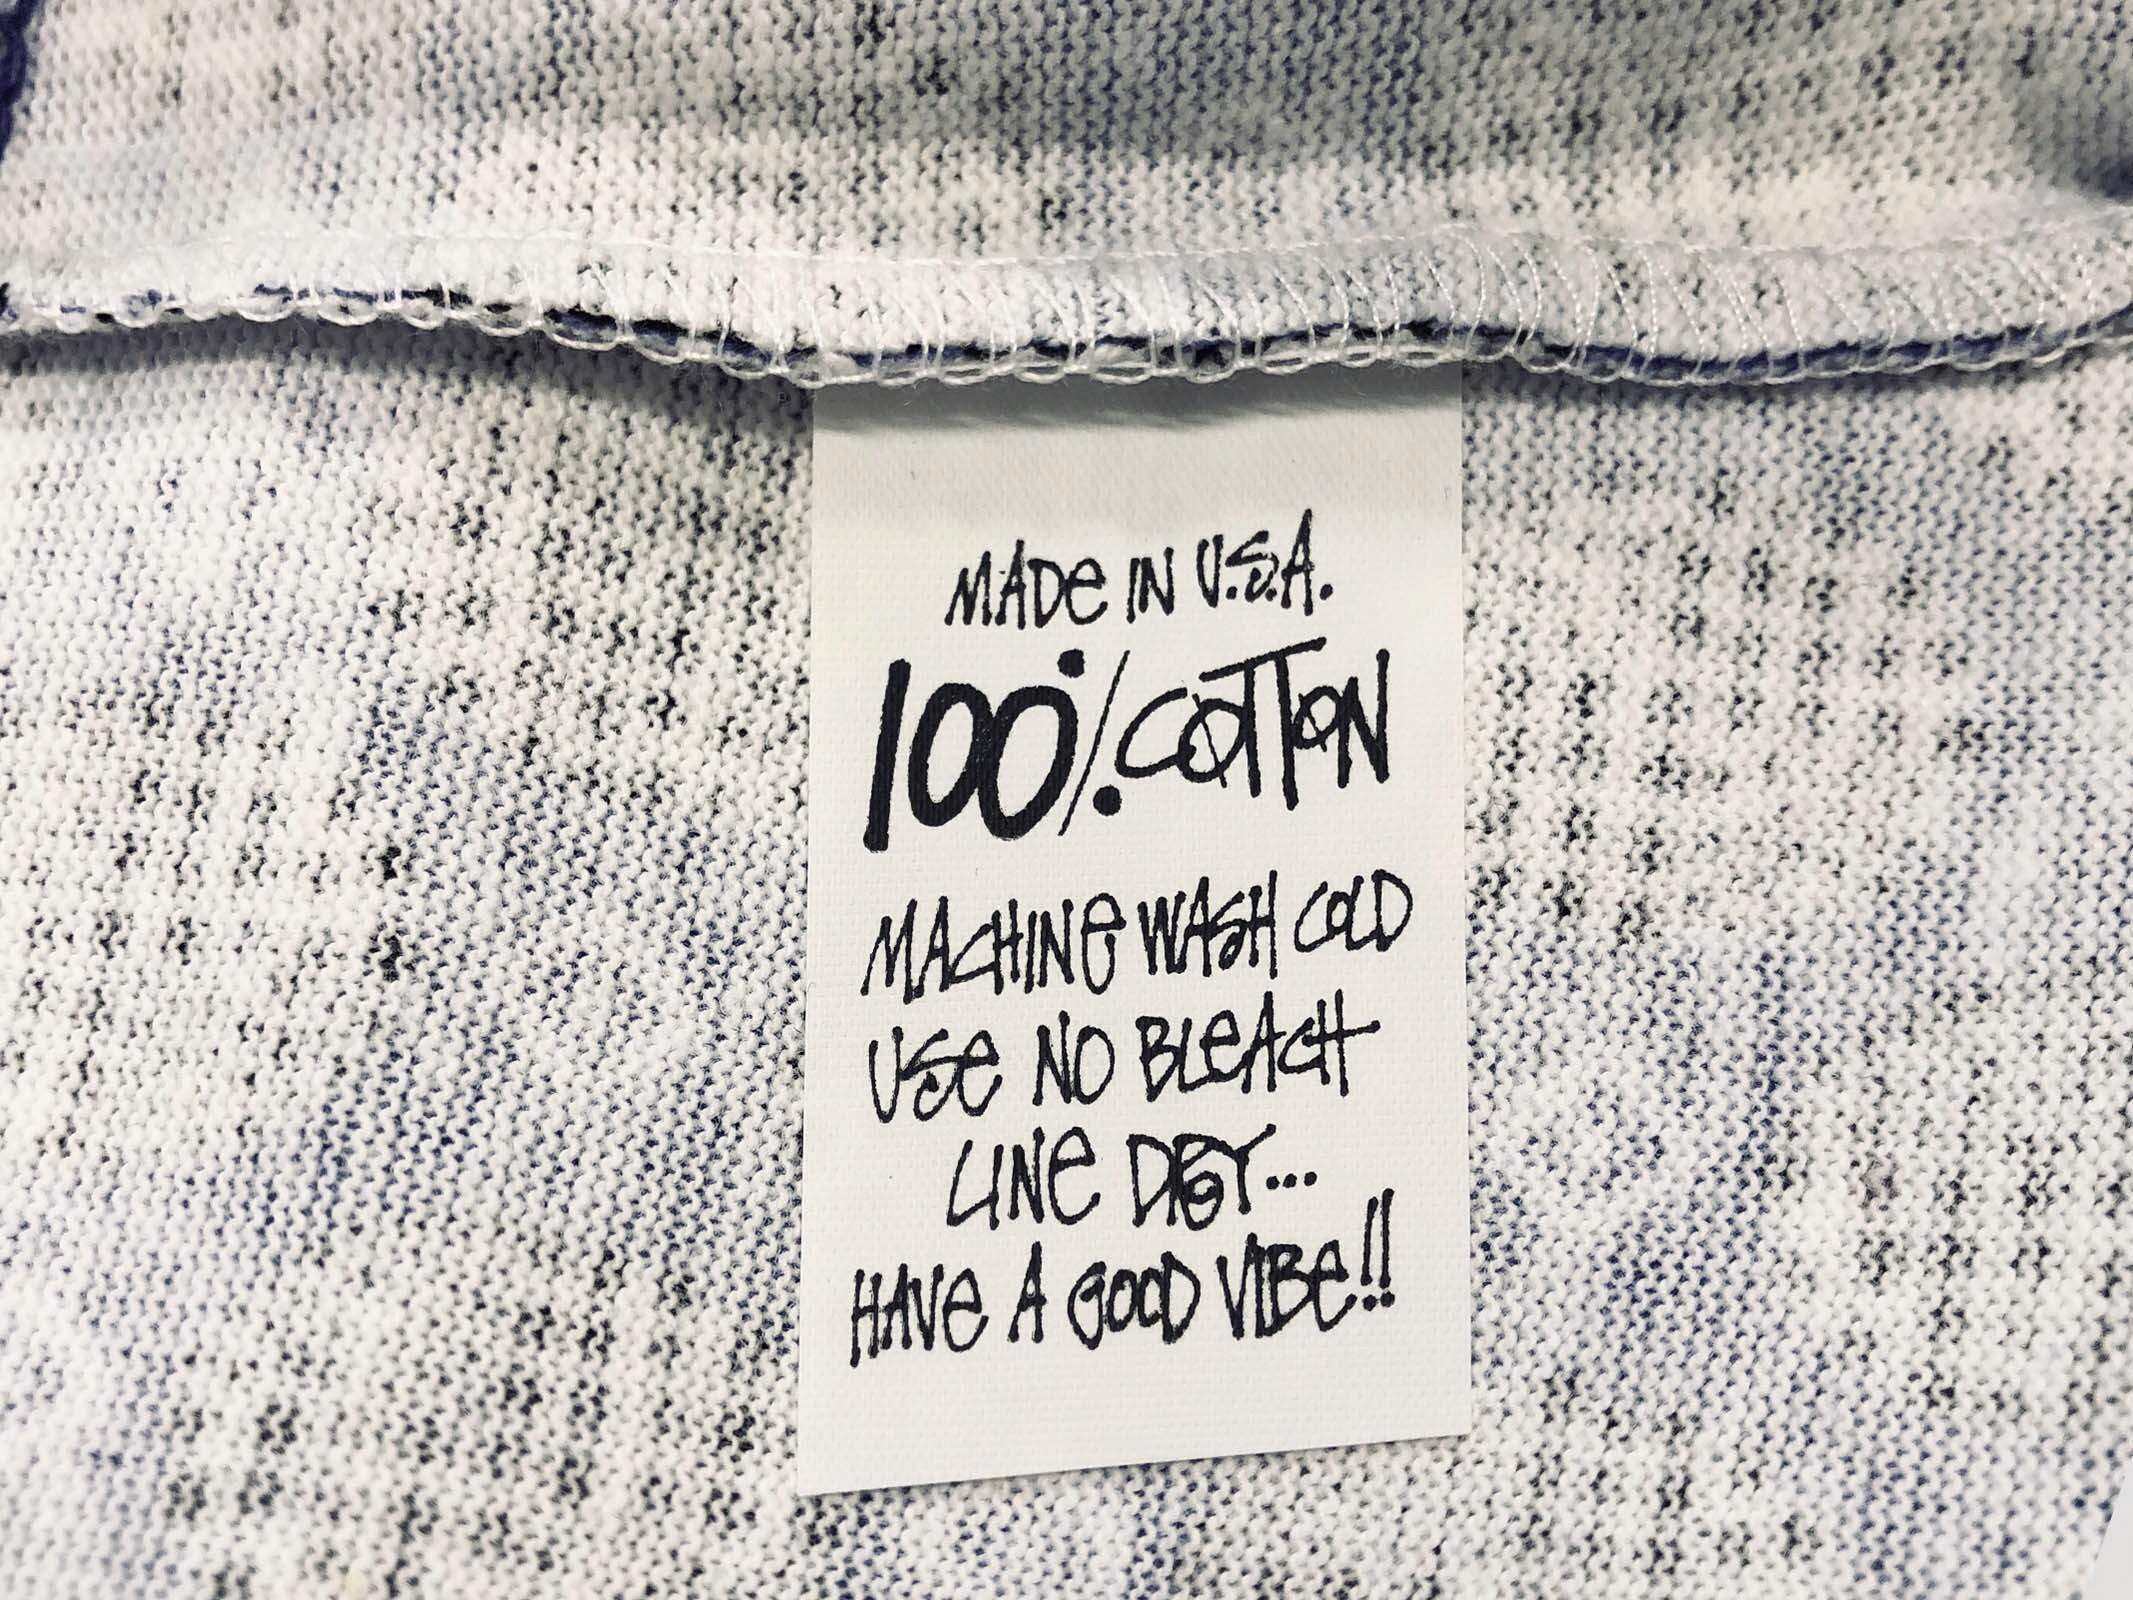 MADE IN U.S.A.
100% COTTON
MACHINE WASH COLD
USE NO BLEACH
LINE DRY...
HAVE A GOOD VIBE!!